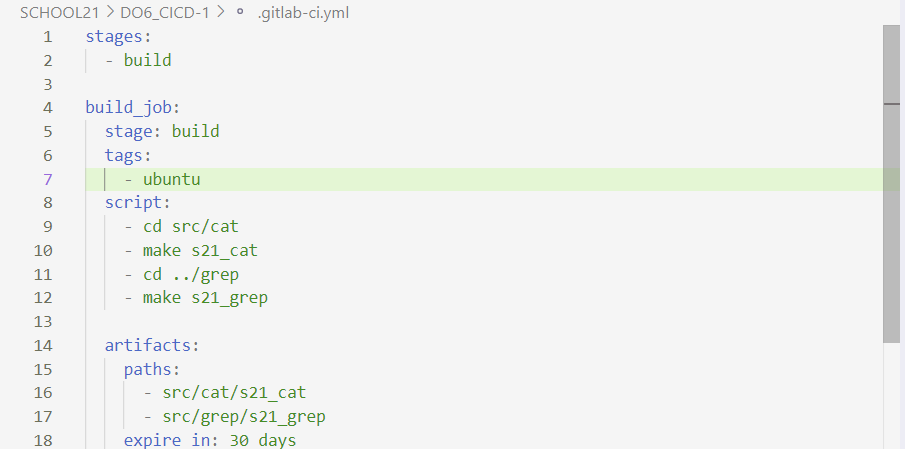 SCHOOL21 > DO6_CICD-1 > .gitlab-ci.yml
1 stages:
2 - build
3
4 build_job:
5 stage: build
6 tags:
7 - ubuntu
8 script:
9 - cd src/cat
10 - make s21_cat
11 - cd ../grep
12 - make s21_grep
13
14 artifacts:
15 paths:
16 - src/cat/s21_cat
17 - src/grep/s21_grep
18 expire in: 30 days